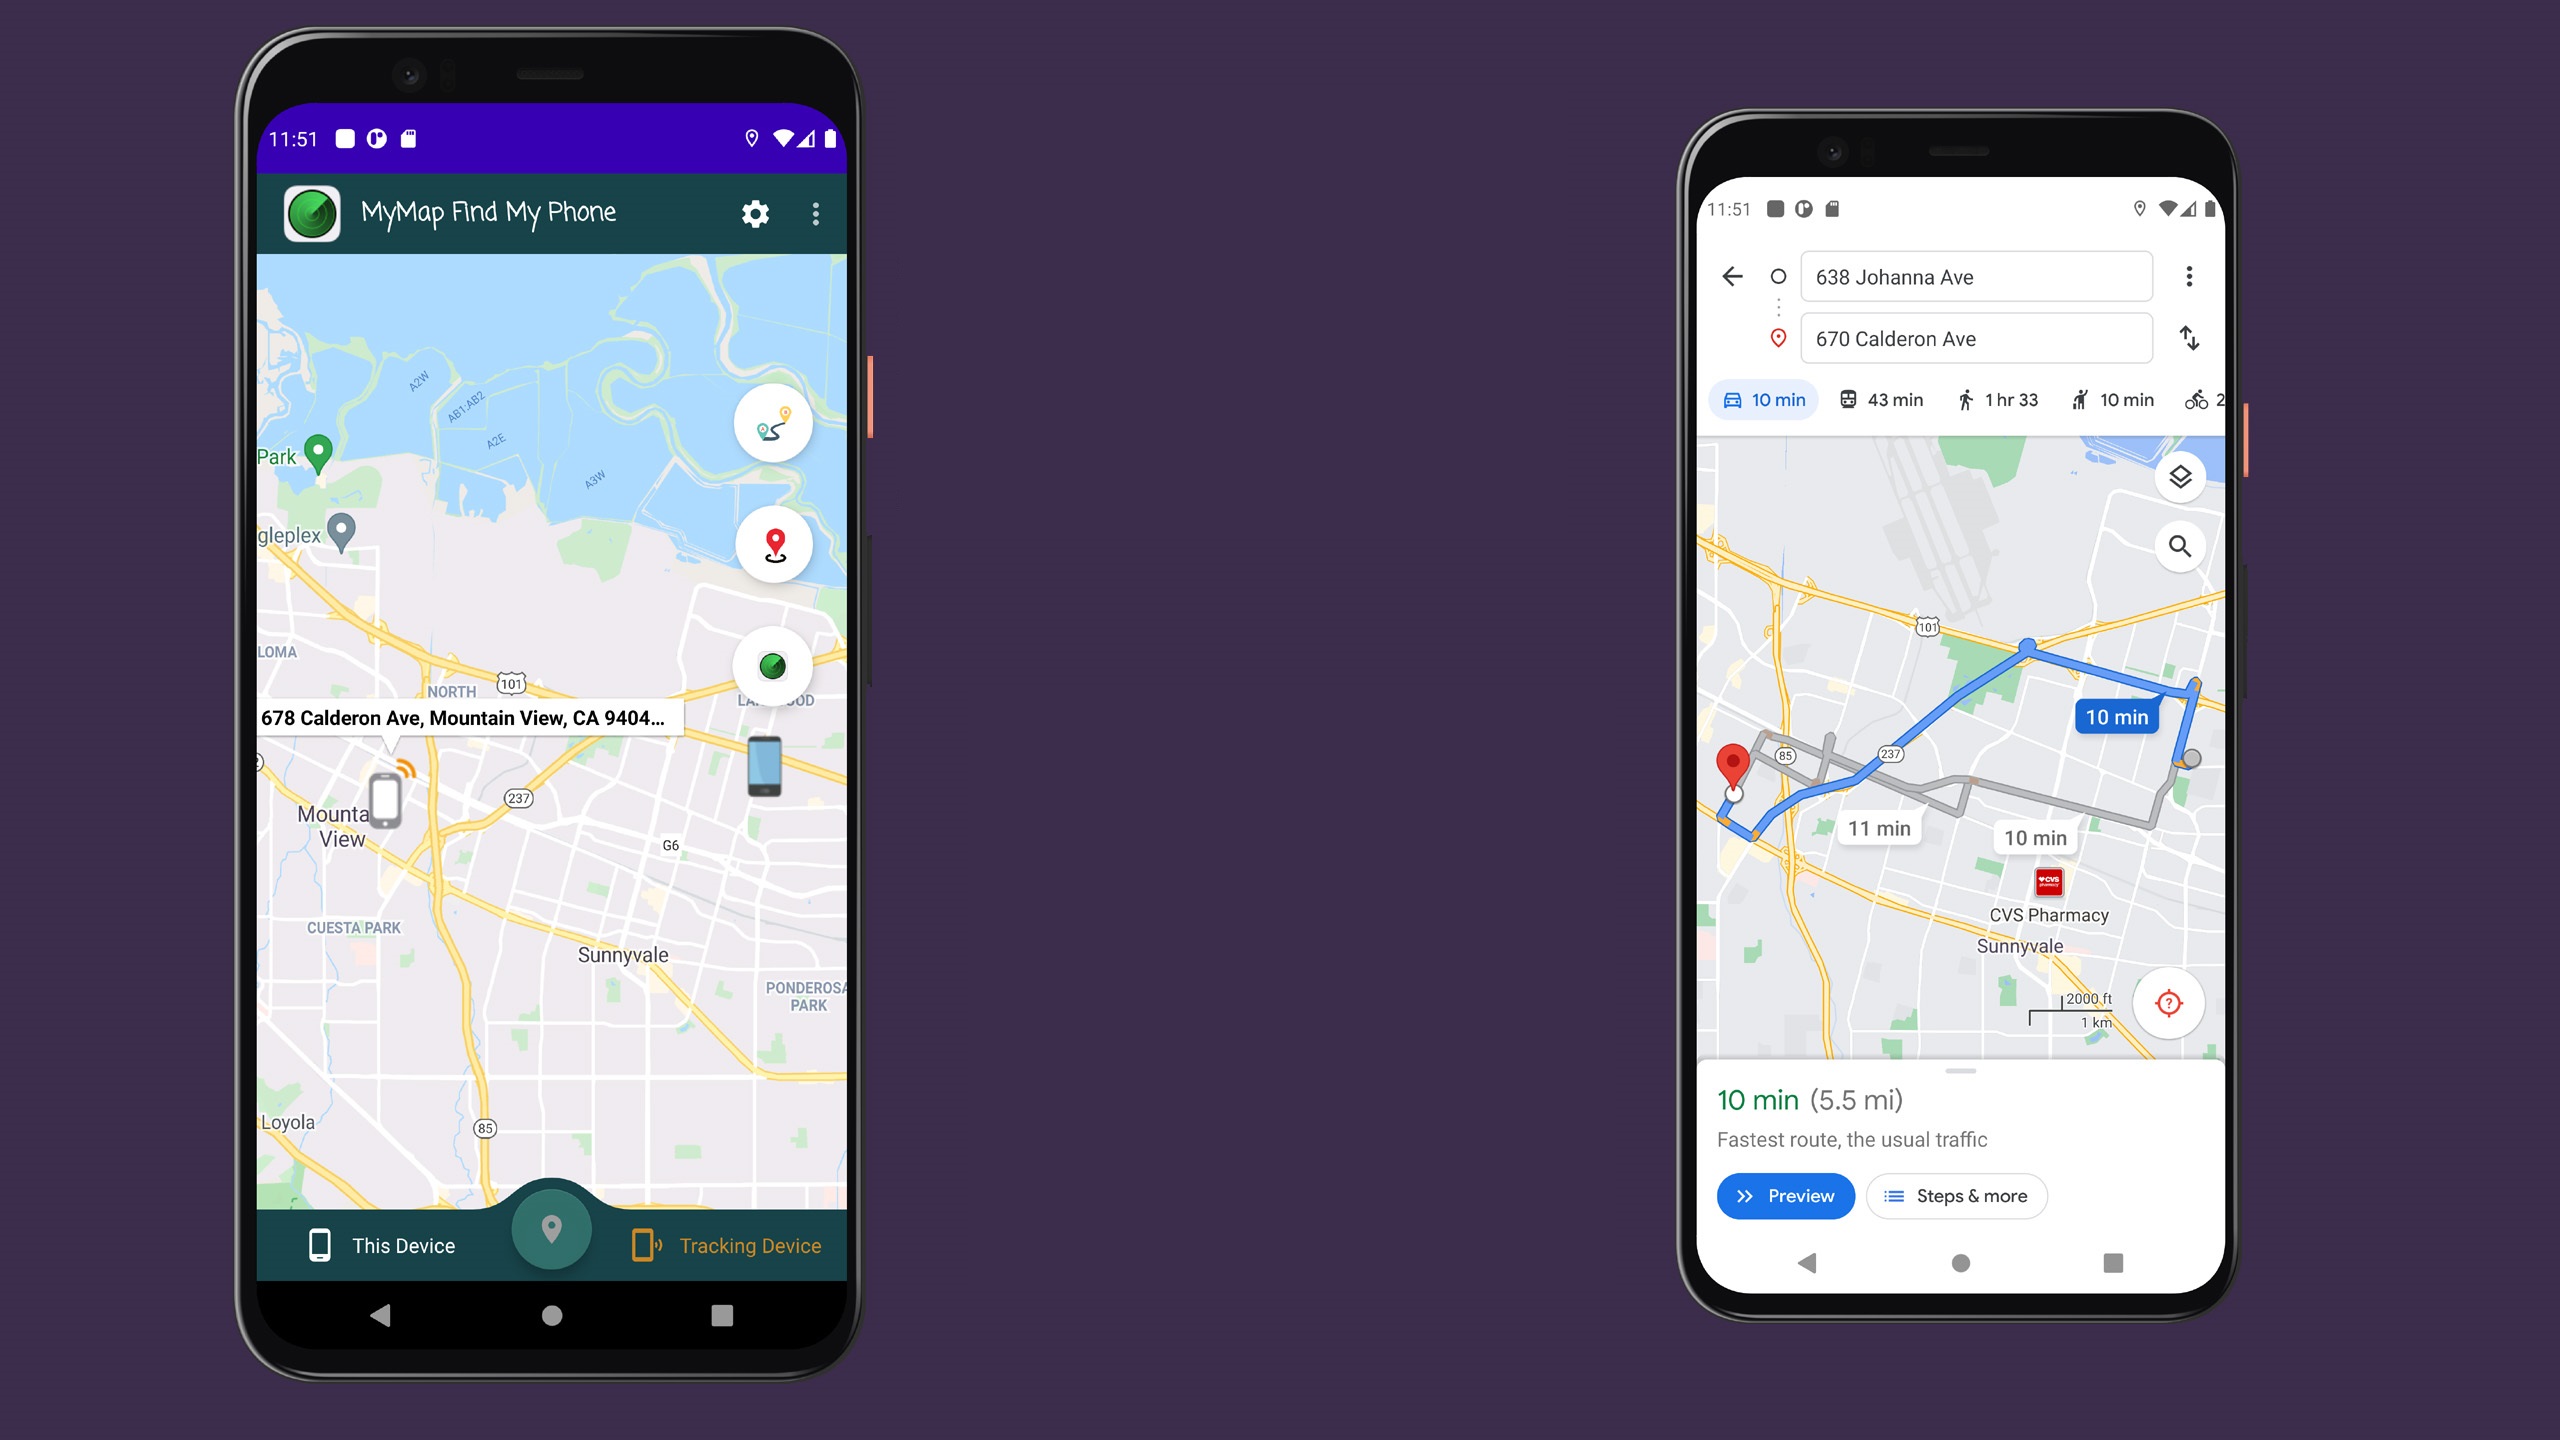 11:51
MyMap Find My Phone
A2W
AB1:AB2
A2E
A3W
Park
gleplex
LOMA
NORTH
101
678 Calderon Ave, Mountain View, CA 9404...
237
Mounta
View
G6
CUESTA PARK
Sunnyvale
PONDEROSA
PARK
Loyola
85
This Device
Tracking Device
11:51
638 Johanna Ave
670 Calderon Ave
10 min 43 min 1 hr 33 10 min 2
101
10 min
85
237
11 min
10 min
CVS
pharmacy
CVS Pharmacy
Sunnyvale
2000 ft
1 km
10 min (5.5 mi)
Fastest route, the usual traffic
Preview
Steps & more